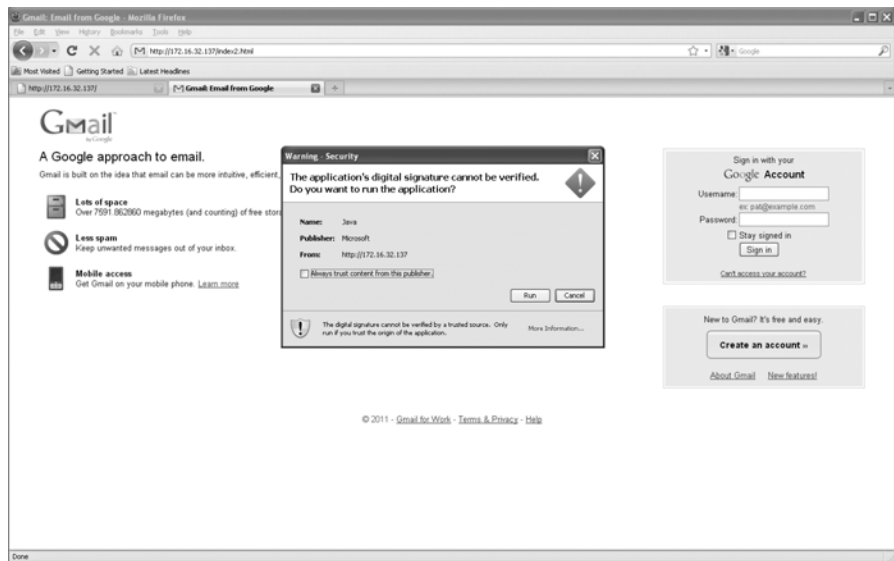 Gmail: Email from Google - Mozilla Firefox
File Edit View History Bookmarks Tools Help
http://172.16.32.137/index2.html
Google
Most Visited Getting Started Latest Headlines
http://172.16.32.137/ Gmail: Email from Google
Gmail
by Google
A Google approach to email.
Gmail is built on the idea that email can be more intuitive, efficient,
Lots of space
Over 7591.862860 megabytes (and counting) of free stora
Less spam
Keep unwanted messages out of your inbox.
Mobile access
Get Gmail on your mobile phone. Learn more
Warning - Security
The application's digital signature cannot be verified.
Do you want to run the application?
Name: Java
Publisher: Microsoft
From: http://172.16.32.137
Always trust content from this publisher.
Run Cancel
The digital signature cannot be verified by a trusted source. Only
run if you trust the origin of the application.
More Information...
Sign in with your
Google Account
Username:
ex: pat@example.com
Password:
Stay signed in
Sign in
Can't access your account?
New to Gmail? It's free and easy.
Create an account »
About Gmail New features!
© 2011 - Gmail for Work - Terms & Privacy - Help
Done